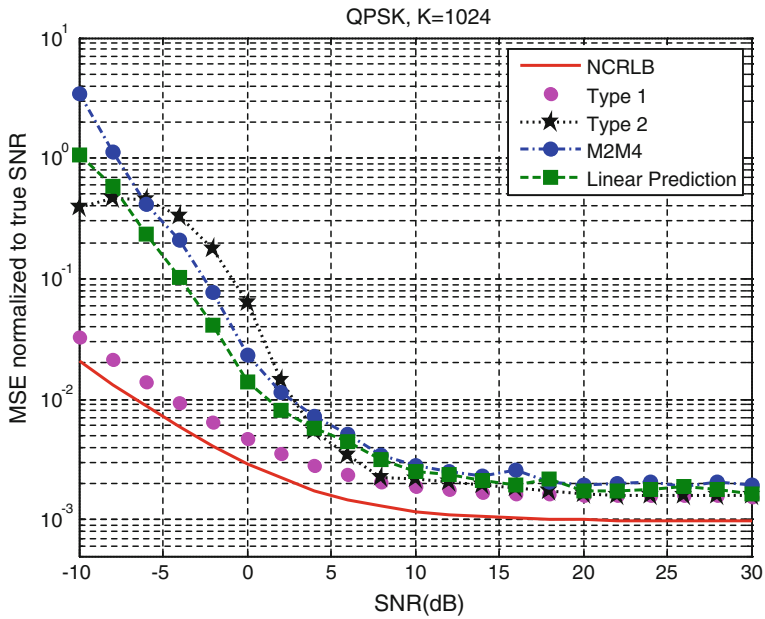 QPSK, K=1024
MSE normalized to true SNR
10^1
10^0
10^-1
10^-2
10^-3
NCRLB
Type 1
Type 2
M2M4
Linear Prediction
-10 -5 0 5 10 15 20 25 30
SNR(dB)